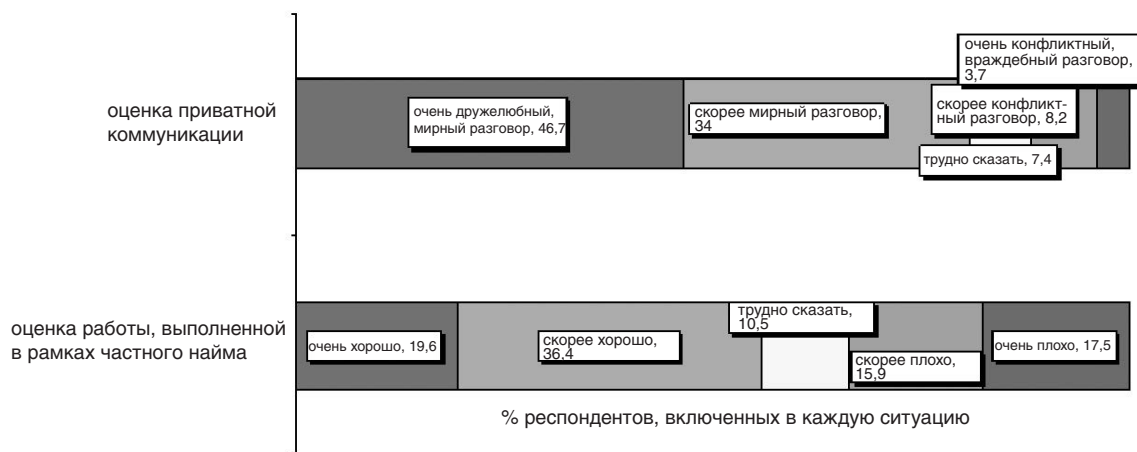 очень конфликтный,
враждебный разговор,
3,7
оценка приватной
коммуникации
очень дружелюбный,
мирный разговор, 46,7
скорее мирный разговор,
34
скорее конфликт-
ный разговор, 8,2
трудно сказать, 7,4
оценка работы, выполненной
в рамках частного найма
очень хорошо, 19,6
скорее хорошо,
36,4
трудно сказать,
10,5
скорее плохо,
15,9
очень плохо, 17,5
% респондентов, включенных в каждую ситуацию